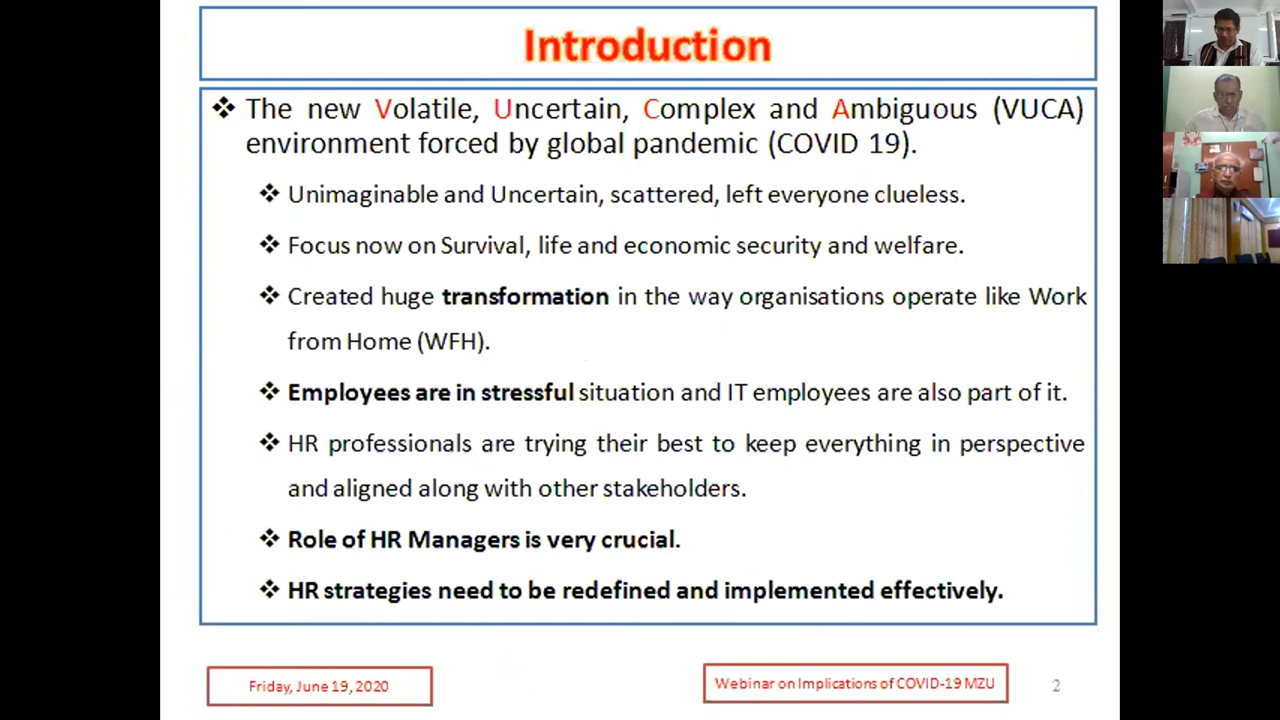 Introduction
❖ The new Volatile, Uncertain, Complex and Ambiguous (VUCA)
environment forced by global pandemic (COVID 19).
❖ Unimaginable and Uncertain, scattered, left everyone clueless.
❖ Focus now on Survival, life and economic security and welfare.
❖ Created huge transformation in the way organisations operate like Work
from Home (WFH).
❖ Employees are in stressful situation and IT employees are also part of it.
❖ HR professionals are trying their best to keep everything in perspective
and aligned along with other stakeholders.
❖ Role of HR Managers is very crucial.
❖ HR strategies need to be redefined and implemented effectively.
Friday, June 19, 2020
Webinar on Implications of COVID-19 MZU
2